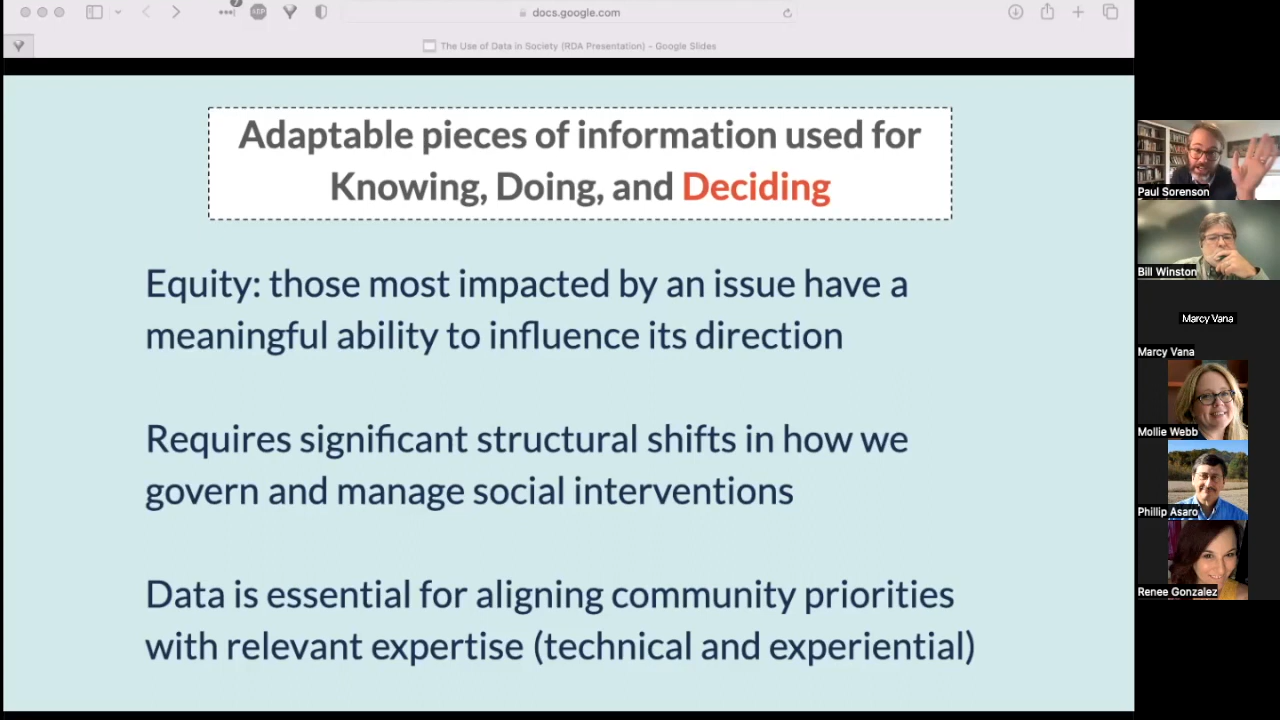 docs.google.com
The Use of Data in Society (RDA Presentation) – Google Slides
Adaptable pieces of information used for
Knowing, Doing, and Deciding
Equity: those most impacted by an issue have a
meaningful ability to influence its direction
Requires significant structural shifts in how we
govern and manage social interventions
Data is essential for aligning community priorities
with relevant expertise (technical and experiential)
Paul Sorenson
Bill Winston
Marcy Vana
Marcy Vana
Mollie Webb
Phillip Asaro
Renee Gonzalez